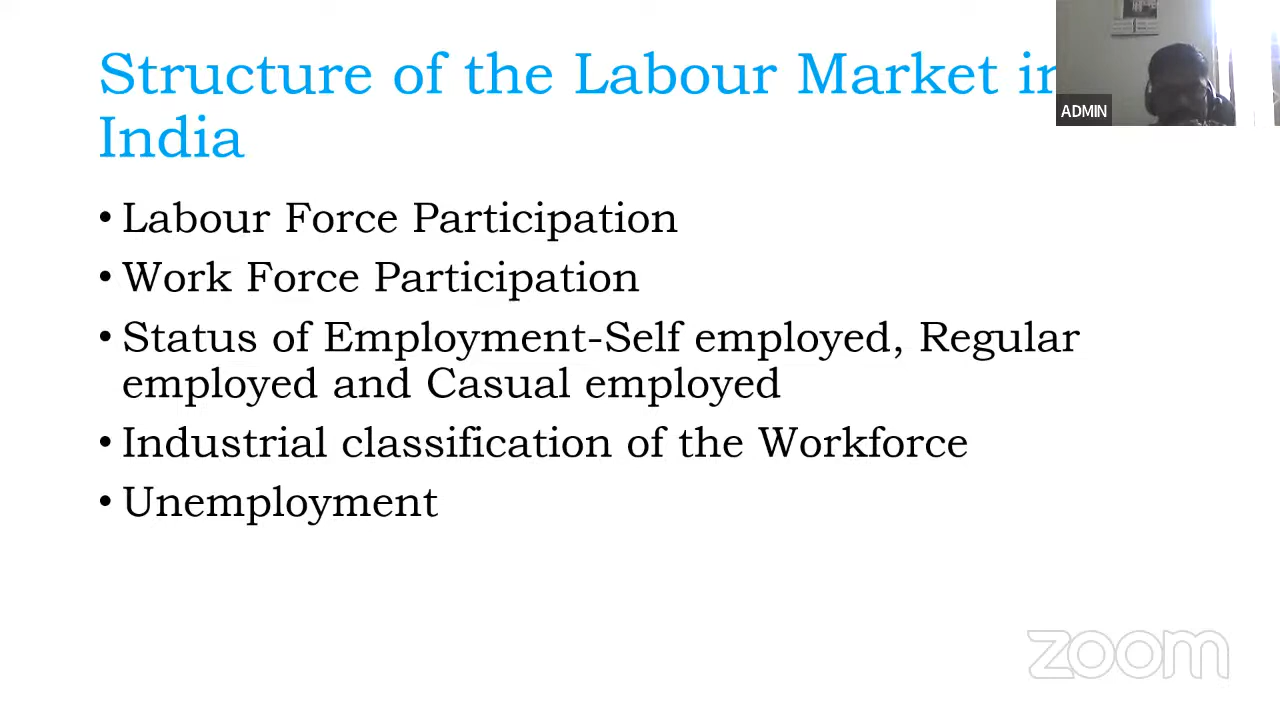 Structure of the Labour Market in
India
ADMIN
• Labour Force Participation
• Work Force Participation
• Status of Employment-Self employed, Regular
employed and Casual employed
• Industrial classification of the Workforce
• Unemployment
zoom